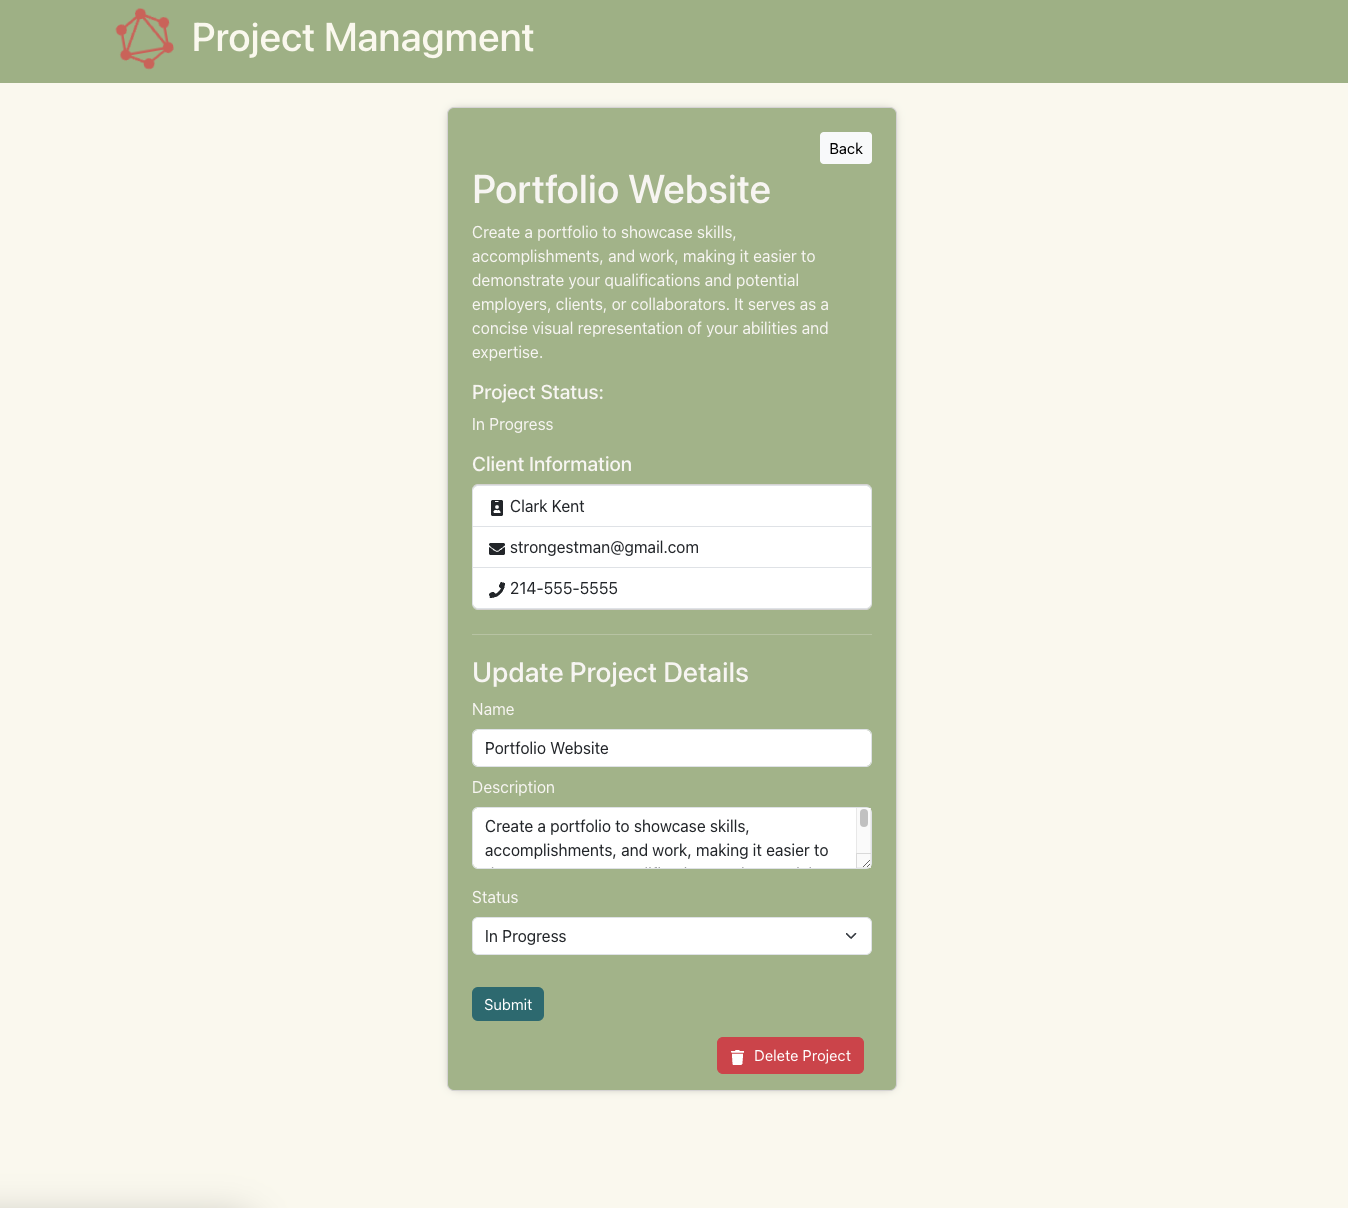 Project Managment
Back
Portfolio Website
Create a portfolio to showcase skills,
accomplishments, and work, making it easier to
demonstrate your qualifications and potential
employers, clients, or collaborators. It serves as a
concise visual representation of your abilities and
expertise.
Project Status:
In Progress
Client Information
Clark Kent
strongestman@gmail.com
214-555-5555
Update Project Details
Name
Portfolio Website
Description
Create a portfolio to showcase skills,
accomplishments, and work, making it easier to
Status
In Progress
Submit
Delete Project